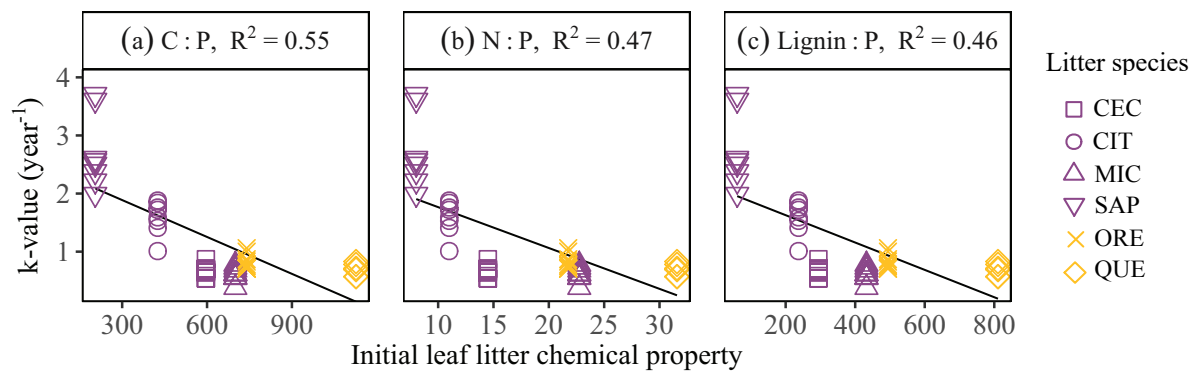 (a) C : P, R² = 0.55
(b) N : P, R² = 0.47
(c) Lignin : P, R² = 0.46
k-value (year⁻¹)
4
3
2
1
300 600 900
10 15 20 25 30
200 400 600 800
Initial leaf litter chemical property
Litter species
CEC
CIT
MIC
SAP
ORE
QUE